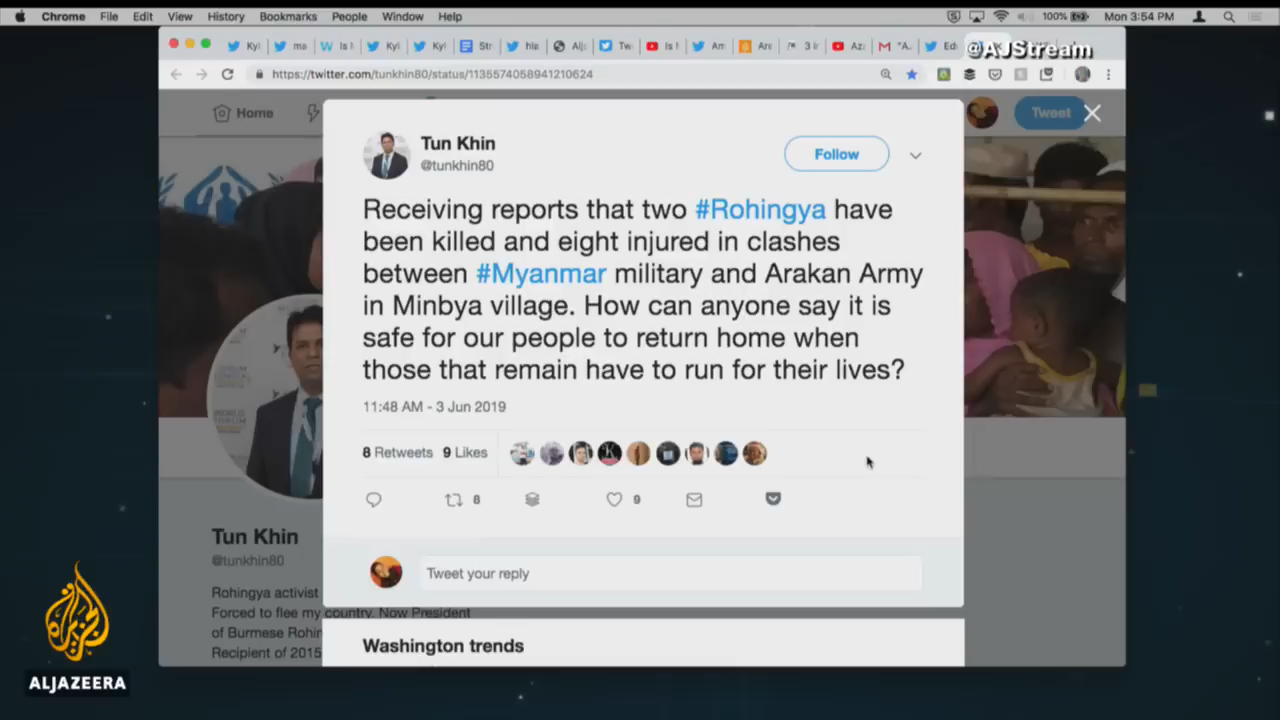 Chrome File Edit View History Bookmarks People Window Help 100% Mon 3:54 PM
@AJStream
https://twitter.com/tunkhin80/status/1135574058941210624
Home
Tweet
Tun Khin
@tunkhin80
Follow
Receiving reports that two #Rohingya have
been killed and eight injured in clashes
between #Myanmar military and Arakan Army
in Minbya village. How can anyone say it is
safe for our people to return home when
those that remain have to run for their lives?
11:48 AM - 3 Jun 2019
8 Retweets 9 Likes
8 9
Tweet your reply
Tun Khin
@tunkhin80
Rohingya activist
Forced to flee my country. Now President
of Burmese Rohin
Recipient of 2015
Washington trends
ALJAZEERA